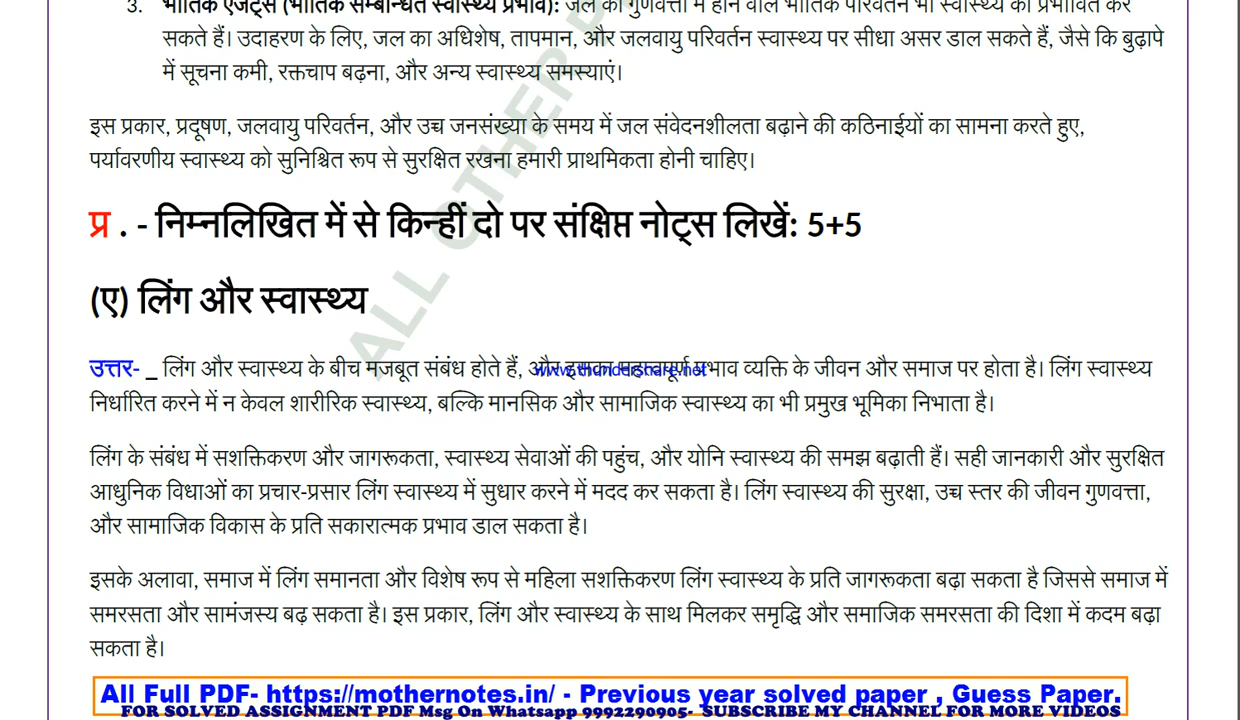 3. भौतिक एजेंट्स (भौतिक सम्बन्धित स्वास्थ्य प्रभाव): जल की गुणवत्ता में होने वाले भौतिक परिवर्तन भी स्वास्थ्य को प्रभावित कर
सकते हैं। उदाहरण के लिए, जल का अधिशेष, तापमान, और जलवायु परिवर्तन स्वास्थ्य पर सीधा असर डाल सकते हैं, जैसे कि बुढ़ापे
में सूचना कमी, रक्तचाप बढ़ना, और अन्य स्वास्थ्य समस्याएं।
इस प्रकार, प्रदूषण, जलवायु परिवर्तन, और उच्च जनसंख्या के समय में जल संवेदनशीलता बढ़ाने की कठिनाईयों का सामना करते हुए,
पर्यावरणीय स्वास्थ्य को सुनिश्चित रूप से सुरक्षित रखना हमारी प्राथमिकता होनी चाहिए।
प्र . - निम्नलिखित में से किन्हीं दो पर संक्षिप्त नोट्स लिखें: 5+5
(ए) लिंग और स्वास्थ्य
उत्तर- _ लिंग और स्वास्थ्य के बीच मजबूत संबंध होते हैं, और इसका महत्वपूर्ण प्रभाव व्यक्ति के जीवन और समाज पर होता है। लिंग स्वास्थ्य
www.thundershare.net
निर्धारित करने में न केवल शारीरिक स्वास्थ्य, बल्कि मानसिक और सामाजिक स्वास्थ्य का भी प्रमुख भूमिका निभाता है।
लिंग के संबंध में सशक्तिकरण और जागरूकता, स्वास्थ्य सेवाओं की पहुंच, और योनि स्वास्थ्य की समझ बढ़ाती हैं। सही जानकारी और सुरक्षित
आधुनिक विधाओं का प्रचार-प्रसार लिंग स्वास्थ्य में सुधार करने में मदद कर सकता है। लिंग स्वास्थ्य की सुरक्षा, उच्च स्तर की जीवन गुणवत्ता,
और सामाजिक विकास के प्रति सकारात्मक प्रभाव डाल सकता है।
इसके अलावा, समाज में लिंग समानता और विशेष रूप से महिला सशक्तिकरण लिंग स्वास्थ्य के प्रति जागरूकता बढ़ा सकता है जिससे समाज में
समरसता और सामंजस्य बढ़ सकता है। इस प्रकार, लिंग और स्वास्थ्य के साथ मिलकर समृद्धि और समाजिक समरसता की दिशा में कदम बढ़ा
सकता है।
ALL OTHER
All Full PDF- https://mothernotes.in/ - Previous year solved paper , Guess Paper.
FOR SOLVED ASSIGNMENT PDF Msg On Whatsapp 9992290905- SUBSCRIBE MY CHANNEL FOR MORE VIDEOS